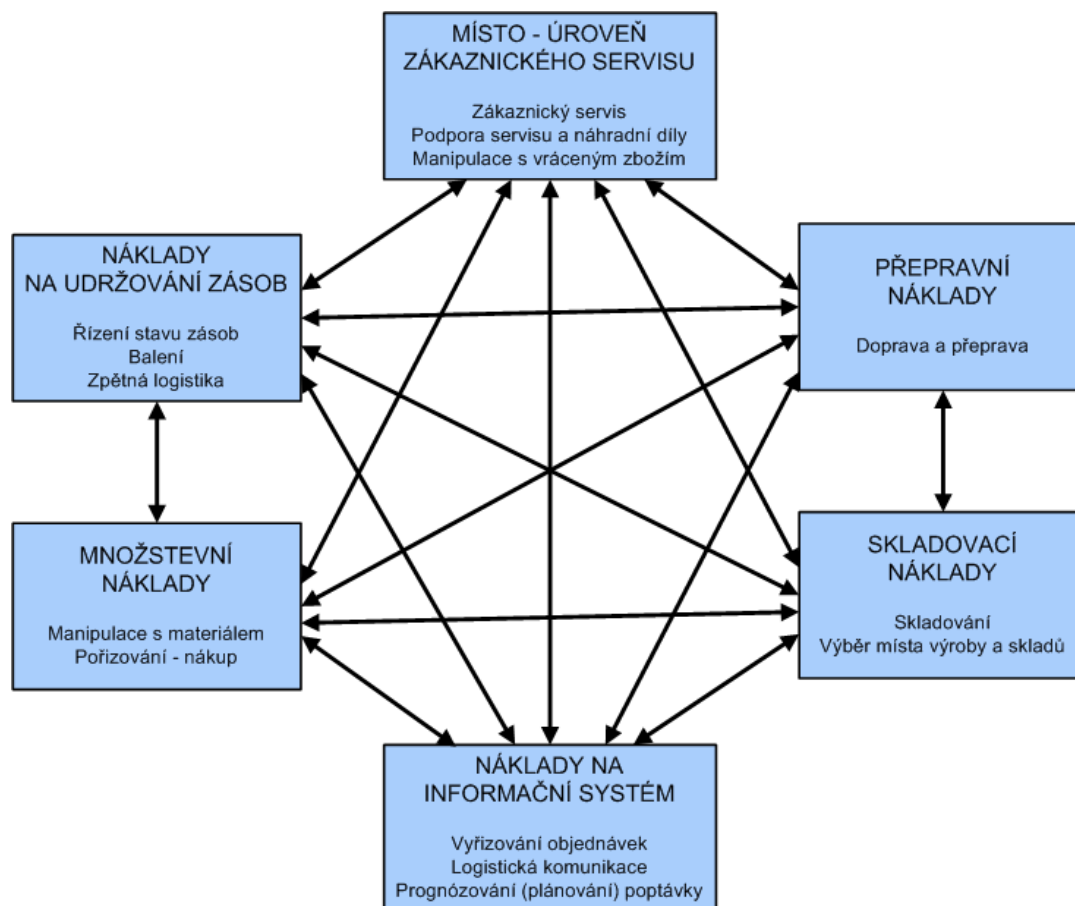 MÍSTO - ÚROVEŇ
ZÁKAZNICKÉHO SERVISU
Zákaznický servis
Podpora servisu a náhradní díly
Manipulace s vráceným zbožím
NÁKLADY
NA UDRŽOVÁNÍ ZÁSOB
Řízení stavu zásob
Balení
Zpětná logistika
PŘEPRAVNÍ
NÁKLADY
Doprava a přeprava
MNOŽSTEVNÍ
NÁKLADY
Manipulace s materiálem
Pořizování - nákup
SKLADOVACÍ
NÁKLADY
Skladování
Výběr místa výroby a skladů
NÁKLADY NA
INFORMAČNÍ SYSTÉM
Vyřizování objednávek
Logistická komunikace
Prognózování (plánování) poptávky